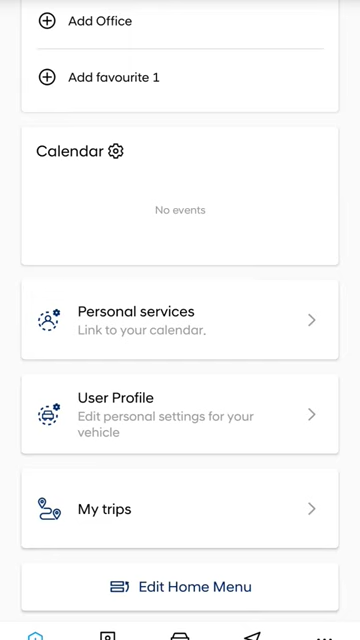 Add Office
Add favourite 1
Calendar
No events
Personal services
Link to your calendar.
User Profile
Edit personal settings for your
vehicle
My trips
Edit Home Menu